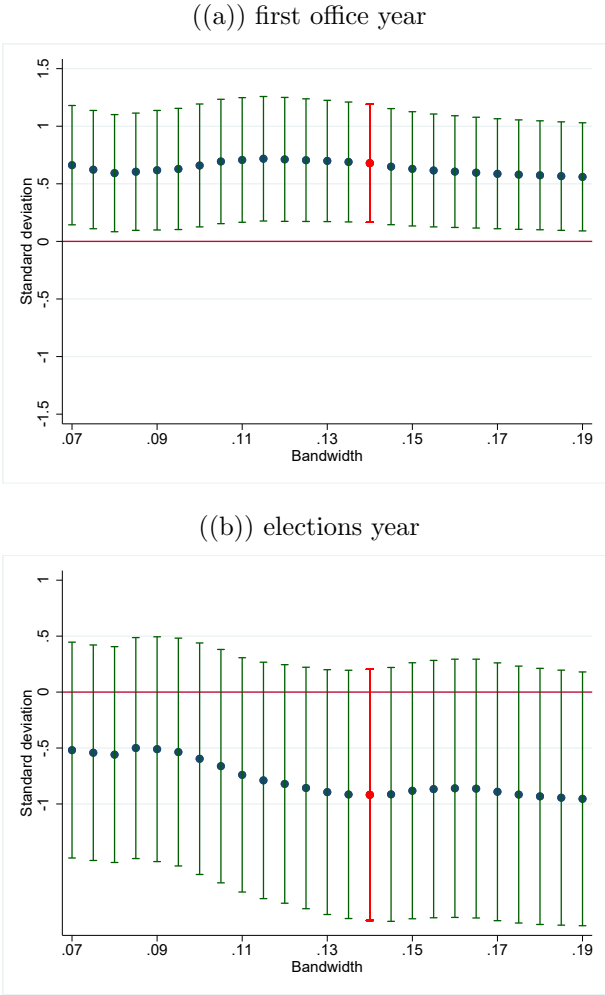 ((a)) first office year
Standard deviation
1.5
1
.5
0
-.5
-1
-1.5
.07 .09 .11 .13 .15 .17 .19
Bandwidth
((b)) elections year
Standard deviation
1
.5
0
-.5
-1
.07 .09 .11 .13 .15 .17 .19
Bandwidth